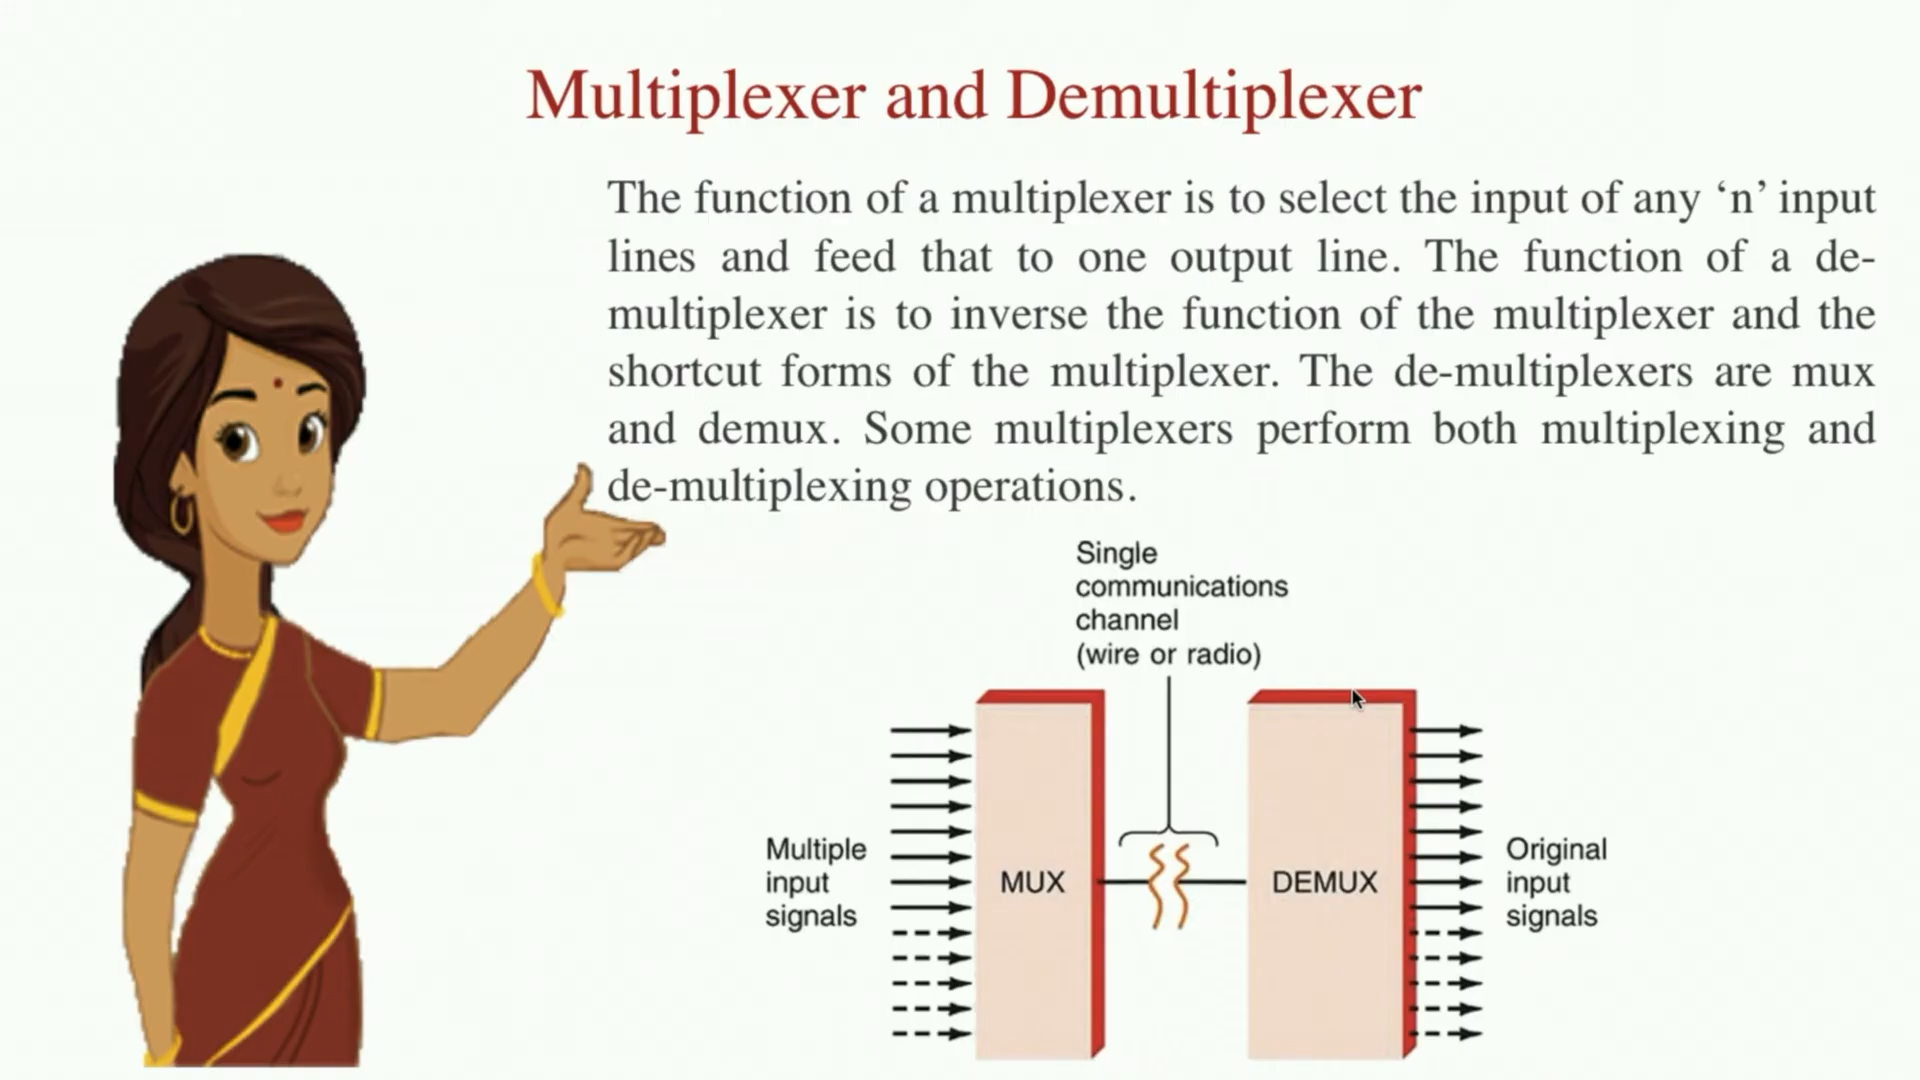 Multiplexer and Demultiplexer
The function of a multiplexer is to select the input of any ‘n’ input
lines and feed that to one output line. The function of a de-
multiplexer is to inverse the function of the multiplexer and the
shortcut forms of the multiplexer. The de-multiplexers are mux
and demux. Some multiplexers perform both multiplexing and
de-multiplexing operations.
Single
communications
channel
(wire or radio)
Multiple
input
signals
MUX
DEMUX
Original
input
signals